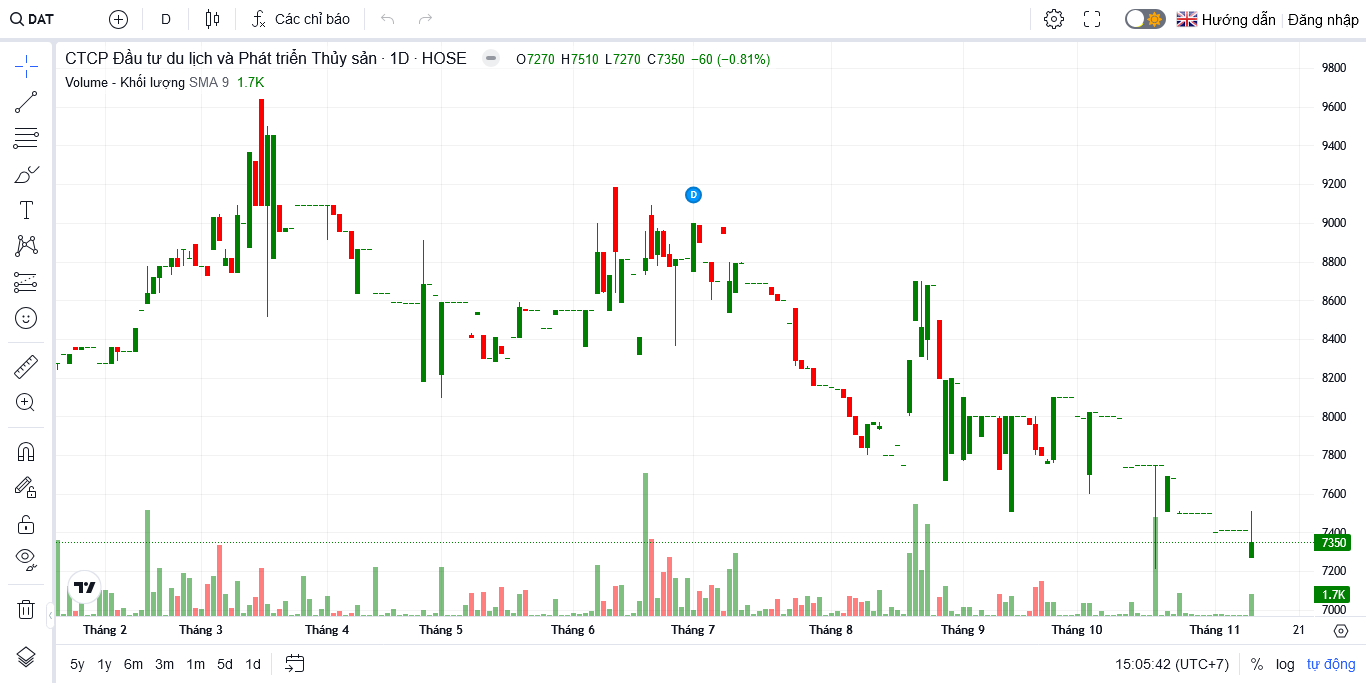 DAT D Các chỉ báo Hướng dẫn Đăng nhập
CTCP Đầu tư du lịch và Phát triển Thủy sản · 1D · HOSE O7270 H7510 L7270 C7350 −60 (−0.81%)
Volume - Khối lượng SMA 9 1.7K
9800
9600
9400
9200
D
9000
8800
8600
8400
8200
8000
7800
7600
7400
7350
7200
1.7K
7000
Tháng 2 Tháng 3 Tháng 4 Tháng 5 Tháng 6 Tháng 7 Tháng 8 Tháng 9 Tháng 10 Tháng 11 21
5y 1y 6m 3m 1m 5d 1d 15:05:42 (UTC+7) % log tự động